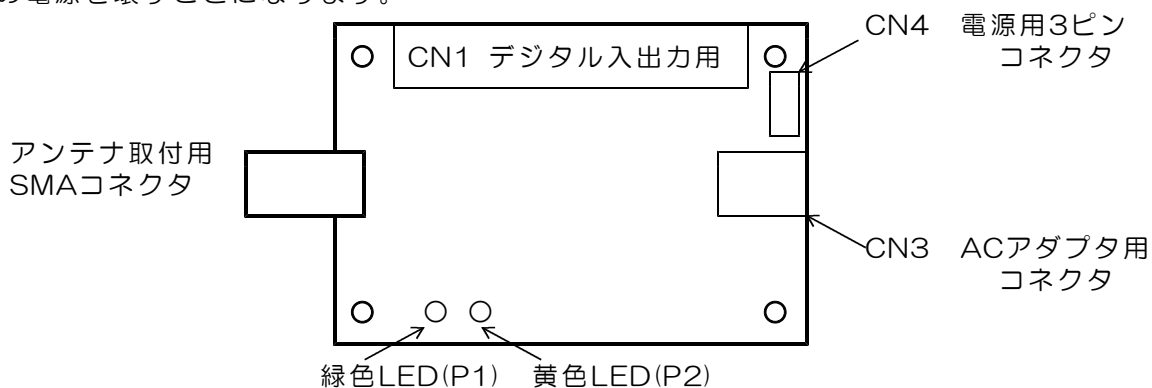 の電源を壊すことになります。
CN4 電源用3ピン
コネクタ
CN1 デジタル入出力用
アンテナ取付用
SMAコネクタ
CN3 ACアダプタ用
コネクタ
緑色LED(P1) 黄色LED(P2)